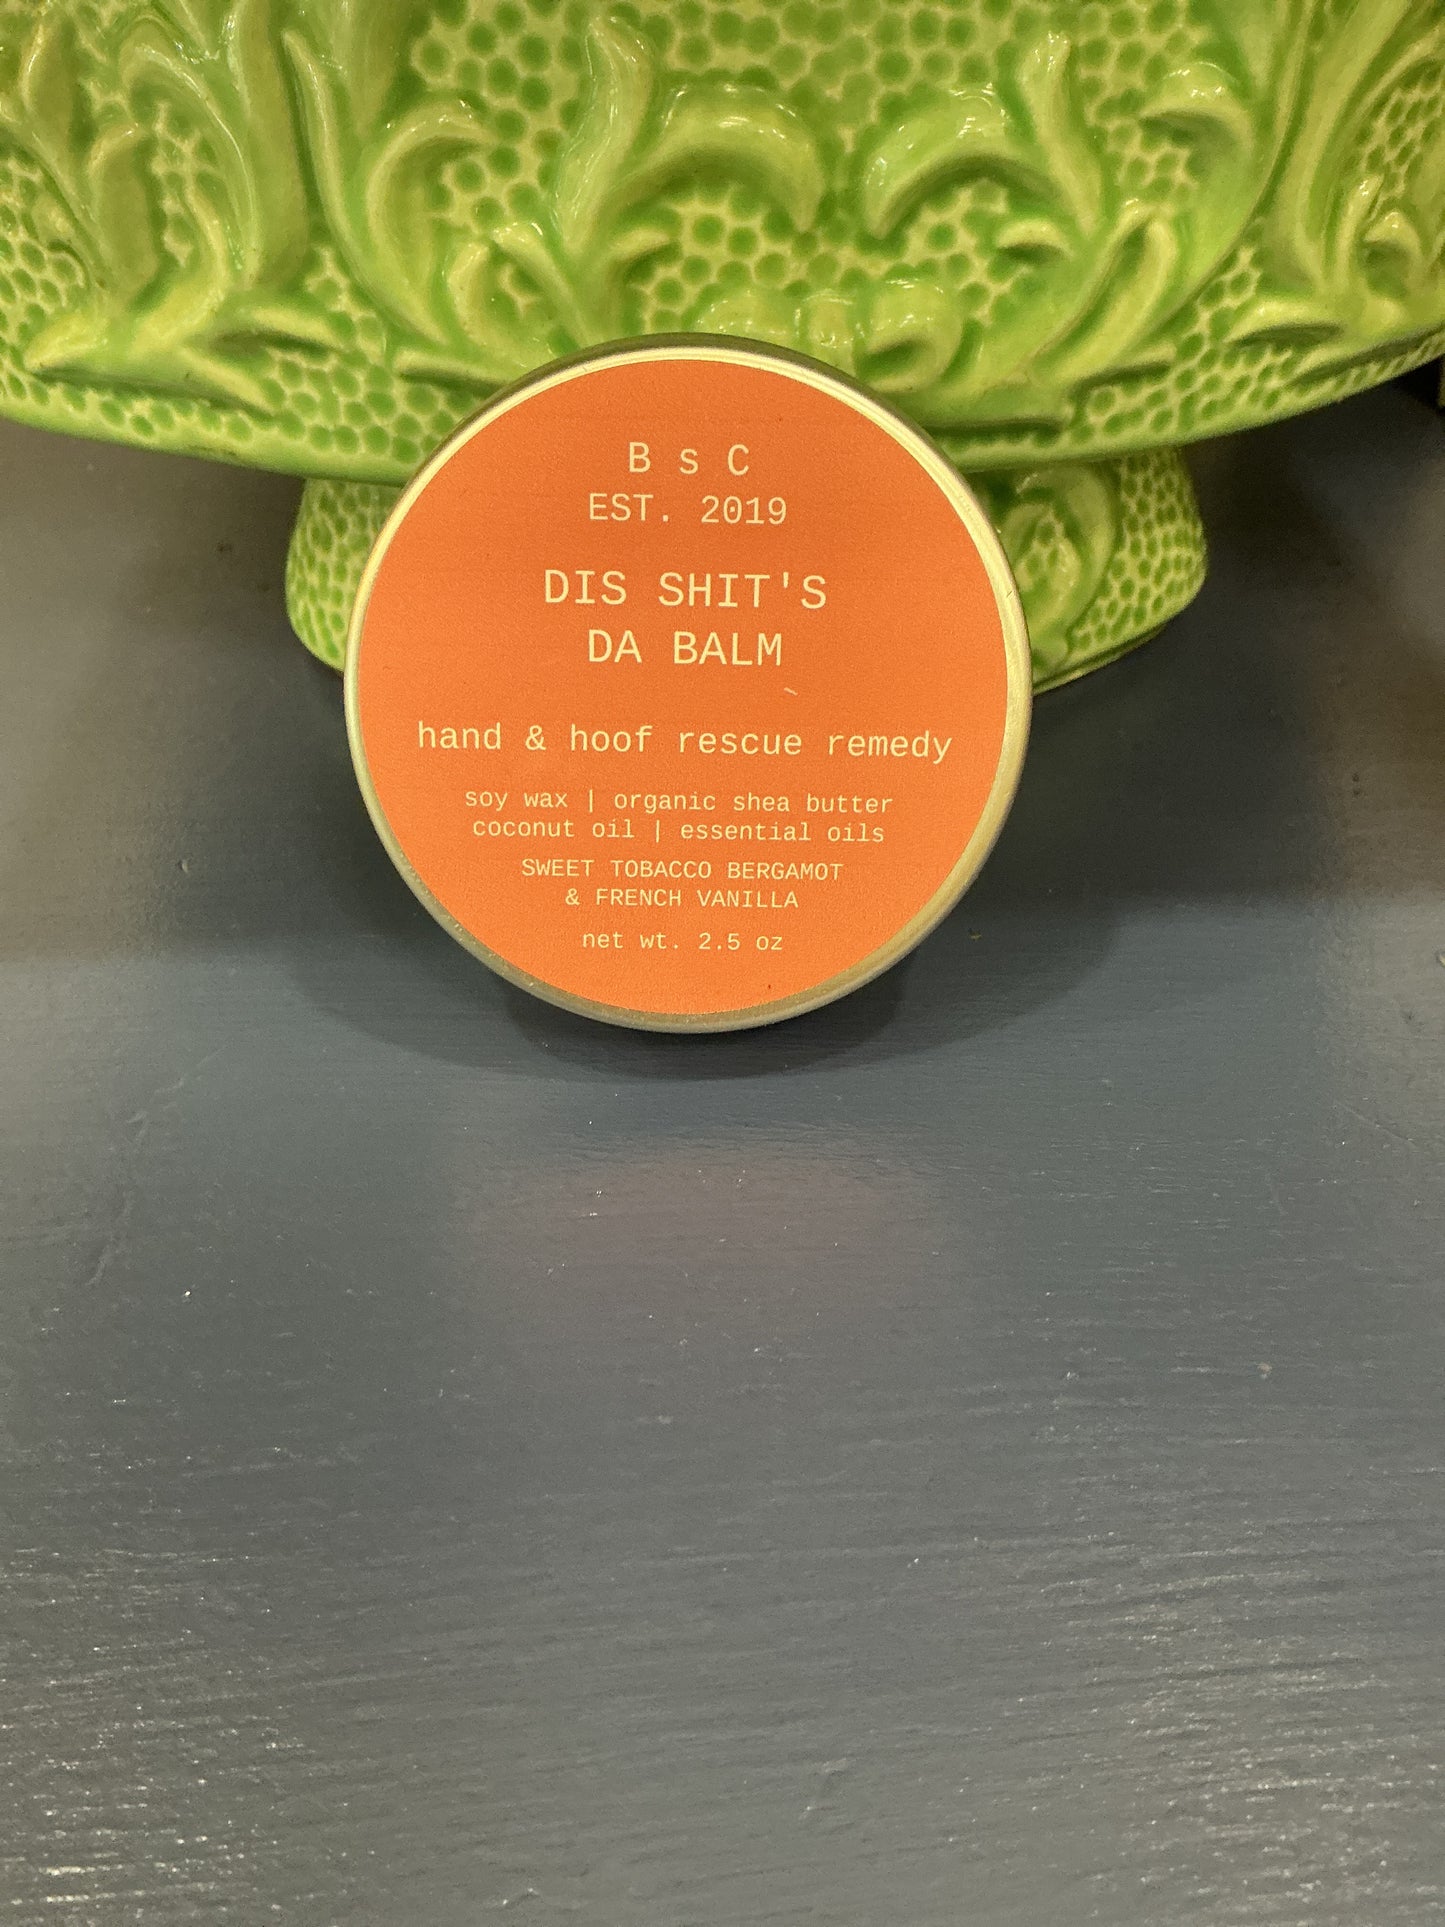 B s C
EST. 2019
DIS SHIT'S
DA BALM
hand & hoof rescue remedy
soy wax | organic shea butter
coconut oil | essential oils
SWEET TOBACCO BERGAMOT
& FRENCH VANILLA
net wt. 2.5 oz